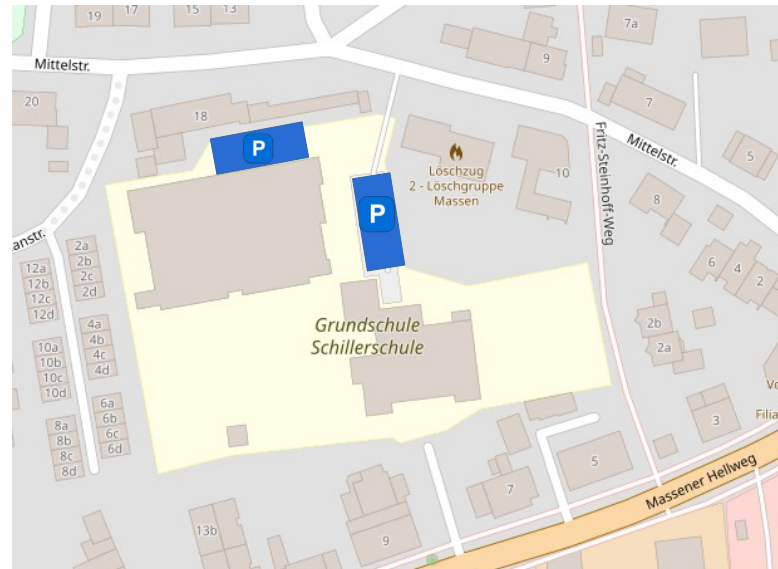 19
17
15
13
9
7a
Mittelstr.
20
18
7
P
Löschzug
2 - Löschgruppe
Massen
10
Fritz-Steinhoff-Weg
Mittelstr.
5
P
8
anstr.
2a
2b
2c
2d
12a
12b
12c
12d
6
4
2
Grundschule
Schillerschule
4a
4b
4c
4d
10a
10b
10c
10d
2b
2a
6a
6b
6c
6d
8a
8b
8c
8d
Vo
Filia
3
5
7
Massener Hellweg
13b
9